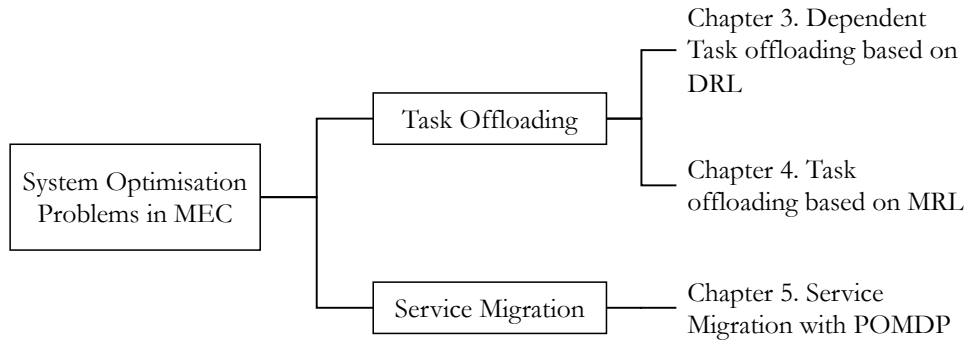 System Optimisation
Problems in MEC
Task Offloading
Service Migration
Chapter 3. Dependent
Task offloading based on
DRL
Chapter 4. Task
offloading based on MRL
Chapter 5. Service
Migration with POMDP